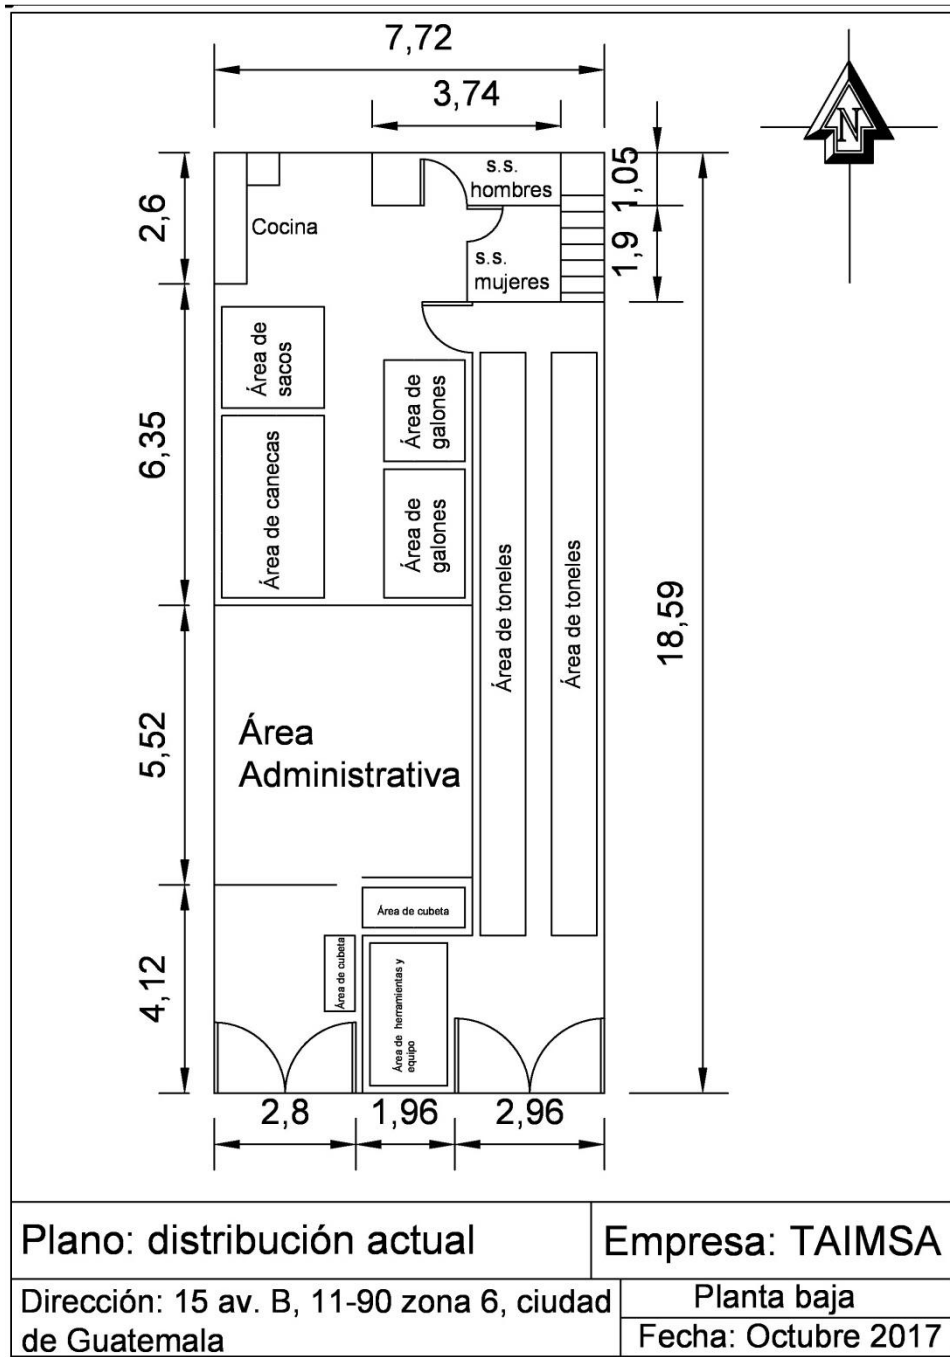 7,72
3,74
N
s.s.
hombres
1,05
2,6
Cocina
1,9
s.s.
mujeres
Área de
sacos
Área de
galones
6,35
Área de canecas
Área de
galones
Área de toneles
Área de toneles
18,59
5,52
Área
Administrativa
Área de cubeta
Área de cubeta
4,12
Área de herramientas y
equipo
2,8
1,96
2,96
Plano: distribución actual
Empresa: TAIMSA
Dirección: 15 av. B, 11-90 zona 6, ciudad
de Guatemala
Planta baja
Fecha: Octubre 2017